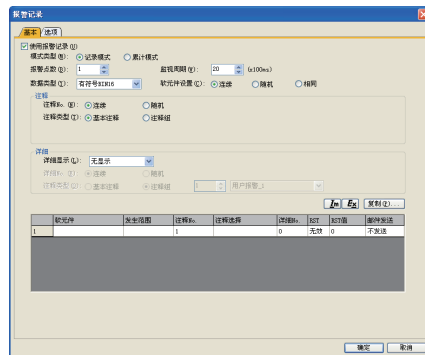 报警记录
基本 选项
使用报警记录(U)
模式类型(M): 记录模式 累计模式
报警点数(P): 1 监视周期(W): 20 (x100ms)
数据类型(T): 有符号BIN16 软元件设置(C): 连续 随机 相同
注释
注释No. (B): 连续 随机
注释类型(T): 基本注释 注释组
详细
详细显示(L): 无显示
详细No. 连续 随机
注释类型 基本注释 注释组 1 用户报警_1
Im Ex 复制
软元件 发生范围 注释No. 注释选择 详细No. RST RST值 邮件发送
1 1 0 无效 0 不发送
确定 取消